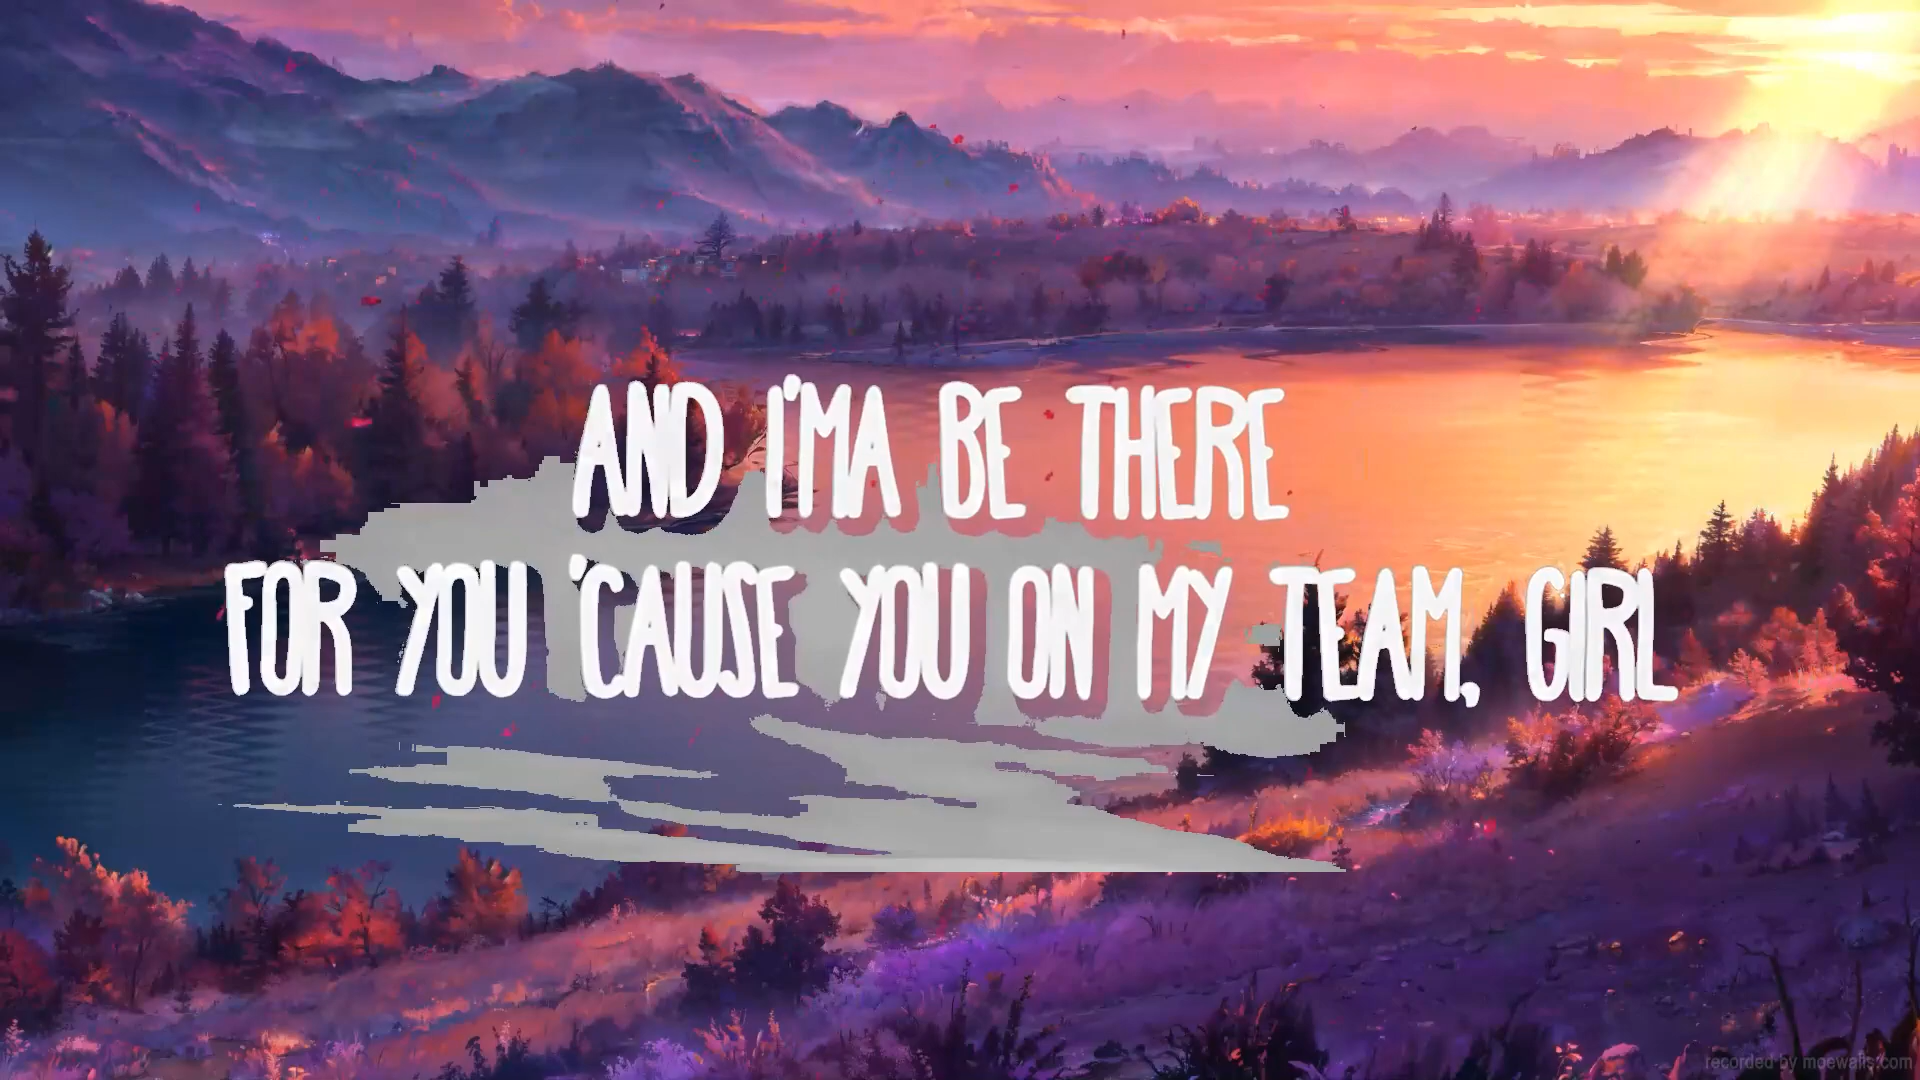 AND I'MA BE THERE
FOR YOU 'CAUSE YOU ON MY TEAM, GIRL
recorded by moewalls.com